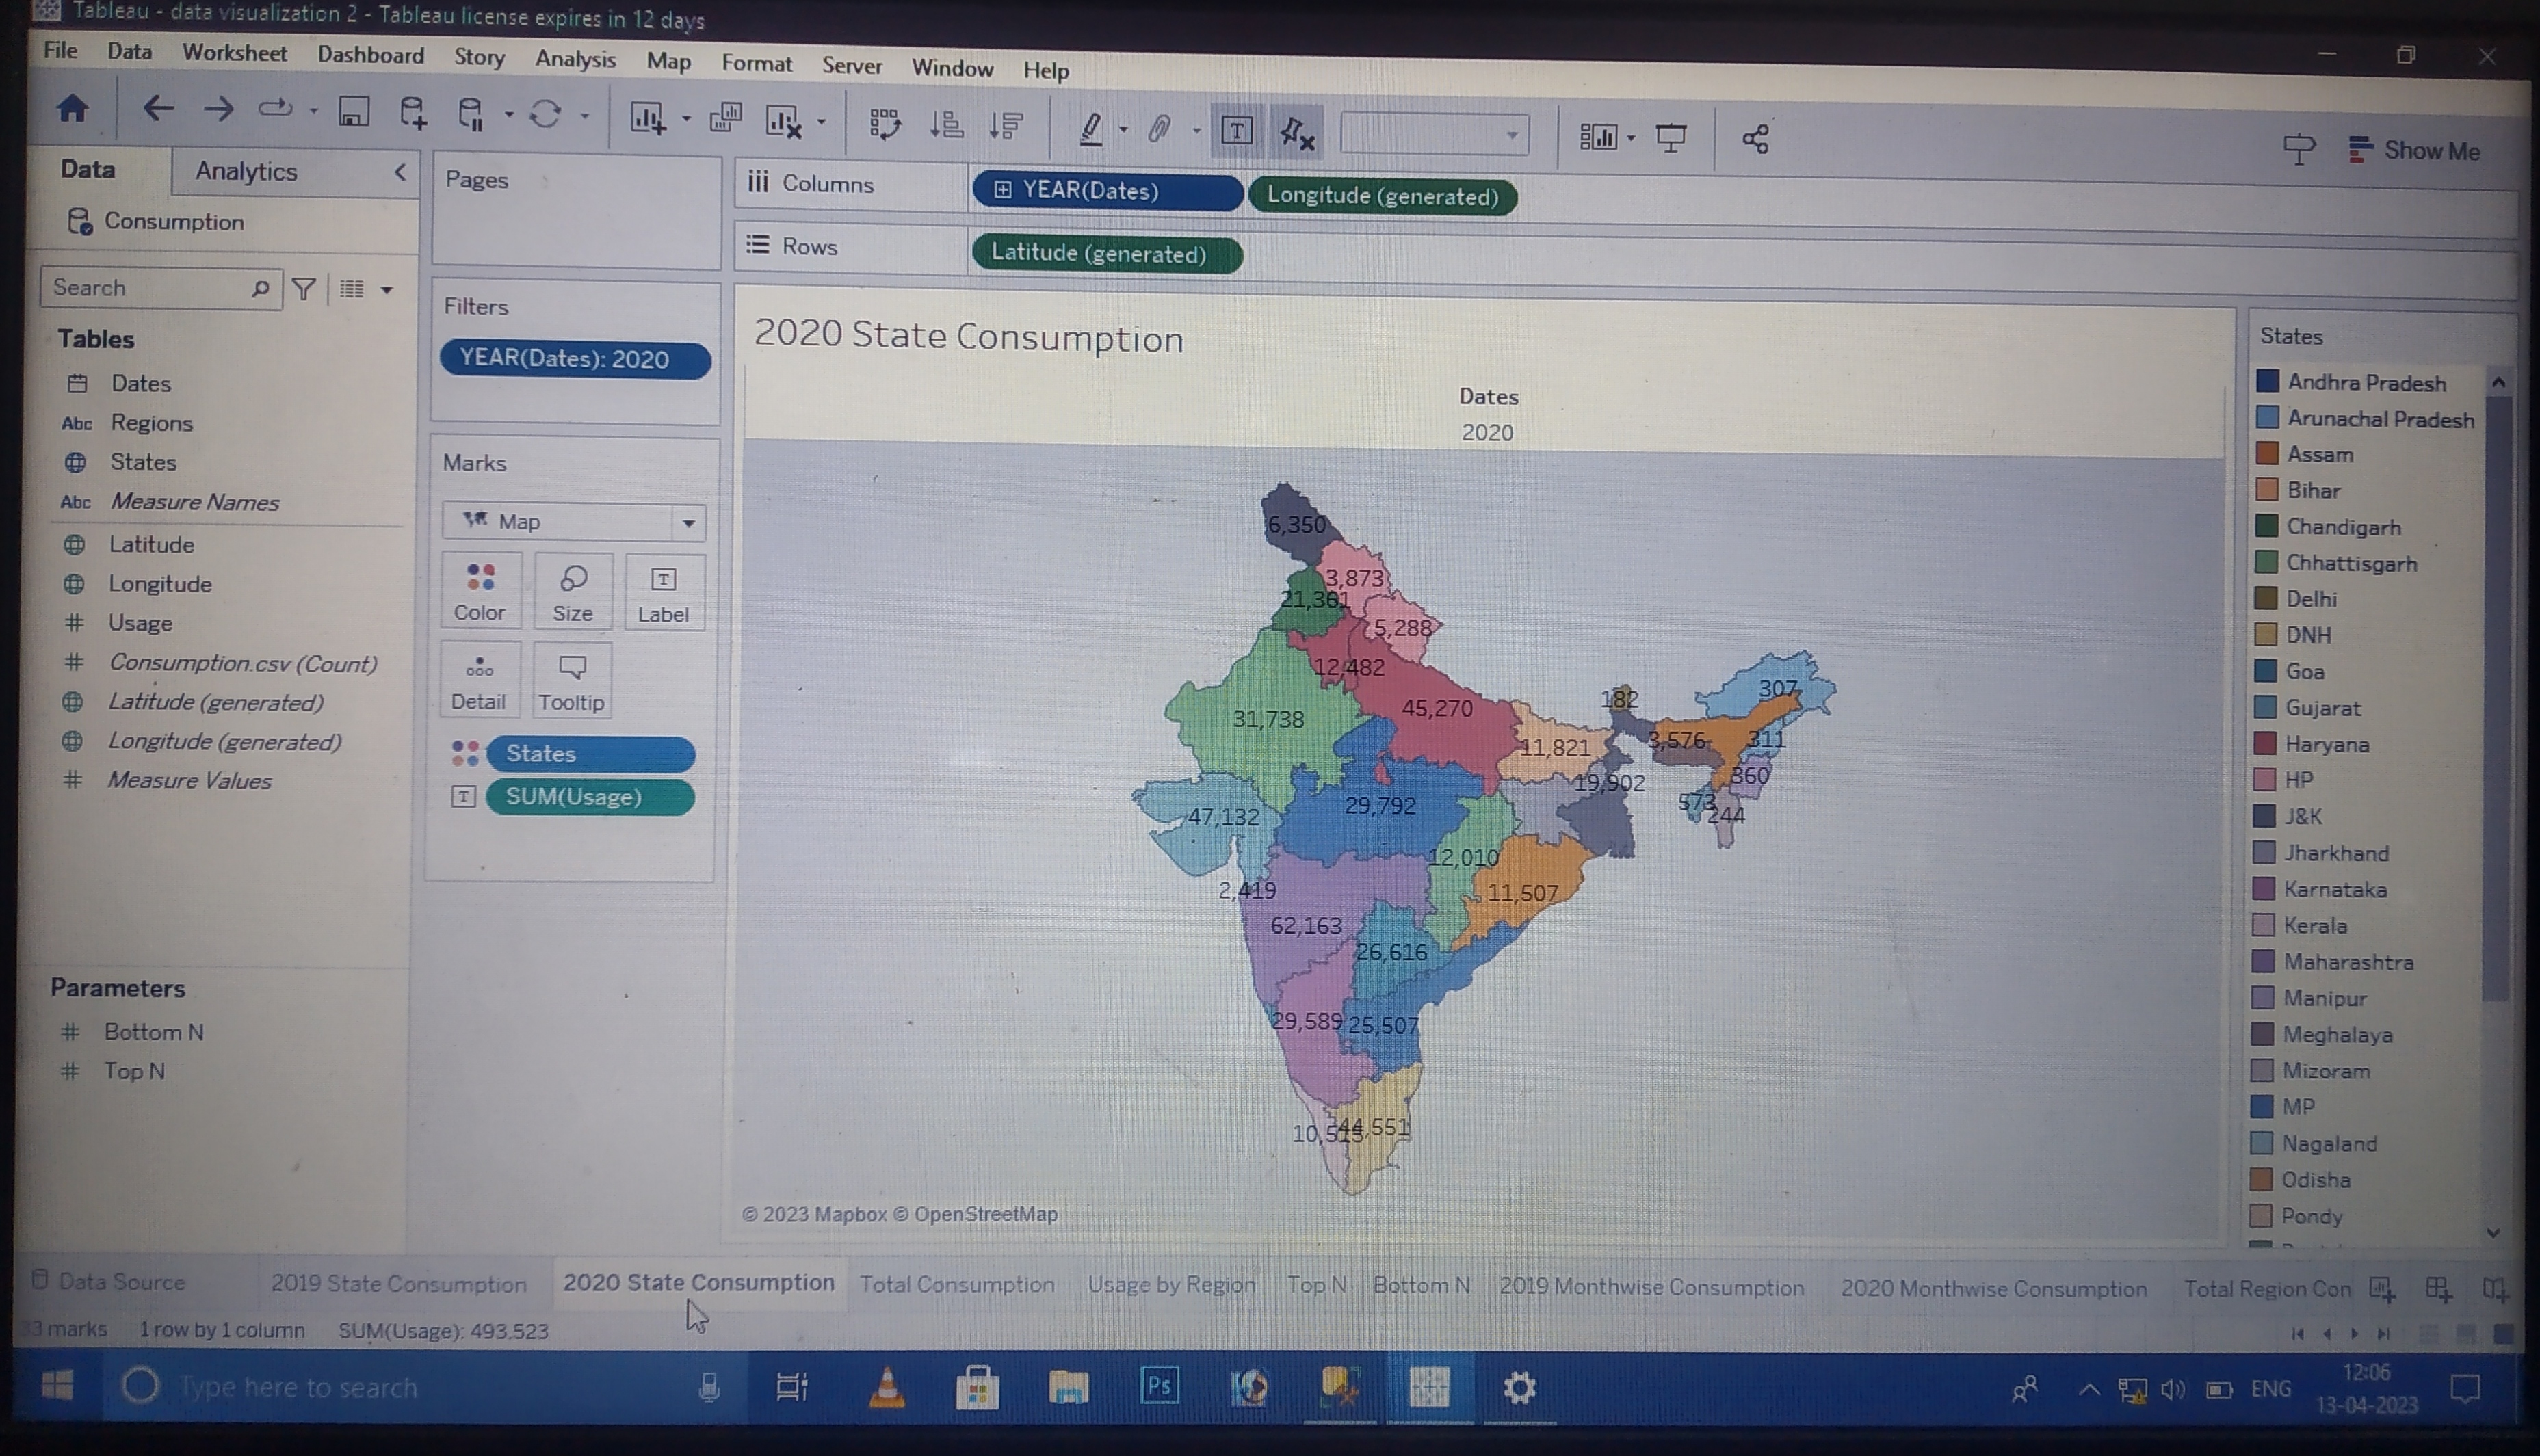 Tableau - data visualization 2 - Tableau license expires in 12 days
File Data Worksheet Dashboard Story Analysis Map Format Server Window Help
Show Me
Data Analytics
Consumption
Search
Tables
Dates
Abc Regions
States
Abc Measure Names
Latitude
Longitude
# Usage
# Consumption.csv (Count)
Latitude (generated)
Longitude (generated)
# Measure Values
Parameters
# Bottom N
# Top N
Pages
Filters
YEAR(Dates): 2020
Marks
Map
Color Size Label
Detail Tooltip
States
SUM(Usage)
Columns YEAR(Dates) Longitude (generated)
Rows Latitude (generated)
2020 State Consumption
Dates
2020
6,350
3,873
21,361
5,288
12,482
307
182
45,270
31,738
3,576
311
11,821
360
19,902
573
29,792
244
47,132
12,010
2,419
11,507
62,163
26,616
29,589
25,507
44,551
© 2023 Mapbox © OpenStreetMap
States
Andhra Pradesh
Arunachal Pradesh
Assam
Bihar
Chandigarh
Chhattisgarh
Delhi
DNH
Goa
Gujarat
Haryana
HP
J&K
Jharkhand
Karnataka
Kerala
Maharashtra
Manipur
Meghalaya
Mizoram
MP
Nagaland
Odisha
Pondy
Data Source 2019 State Consumption 2020 State Consumption Total Consumption Usage by Region Top N Bottom N 2019 Monthwise Consumption 2020 Monthwise Consumption Total Region Con
33 marks 1 row by 1 column SUM(Usage): 493,523
Type here to search
Ps
ENG
12:06
13-04-2023